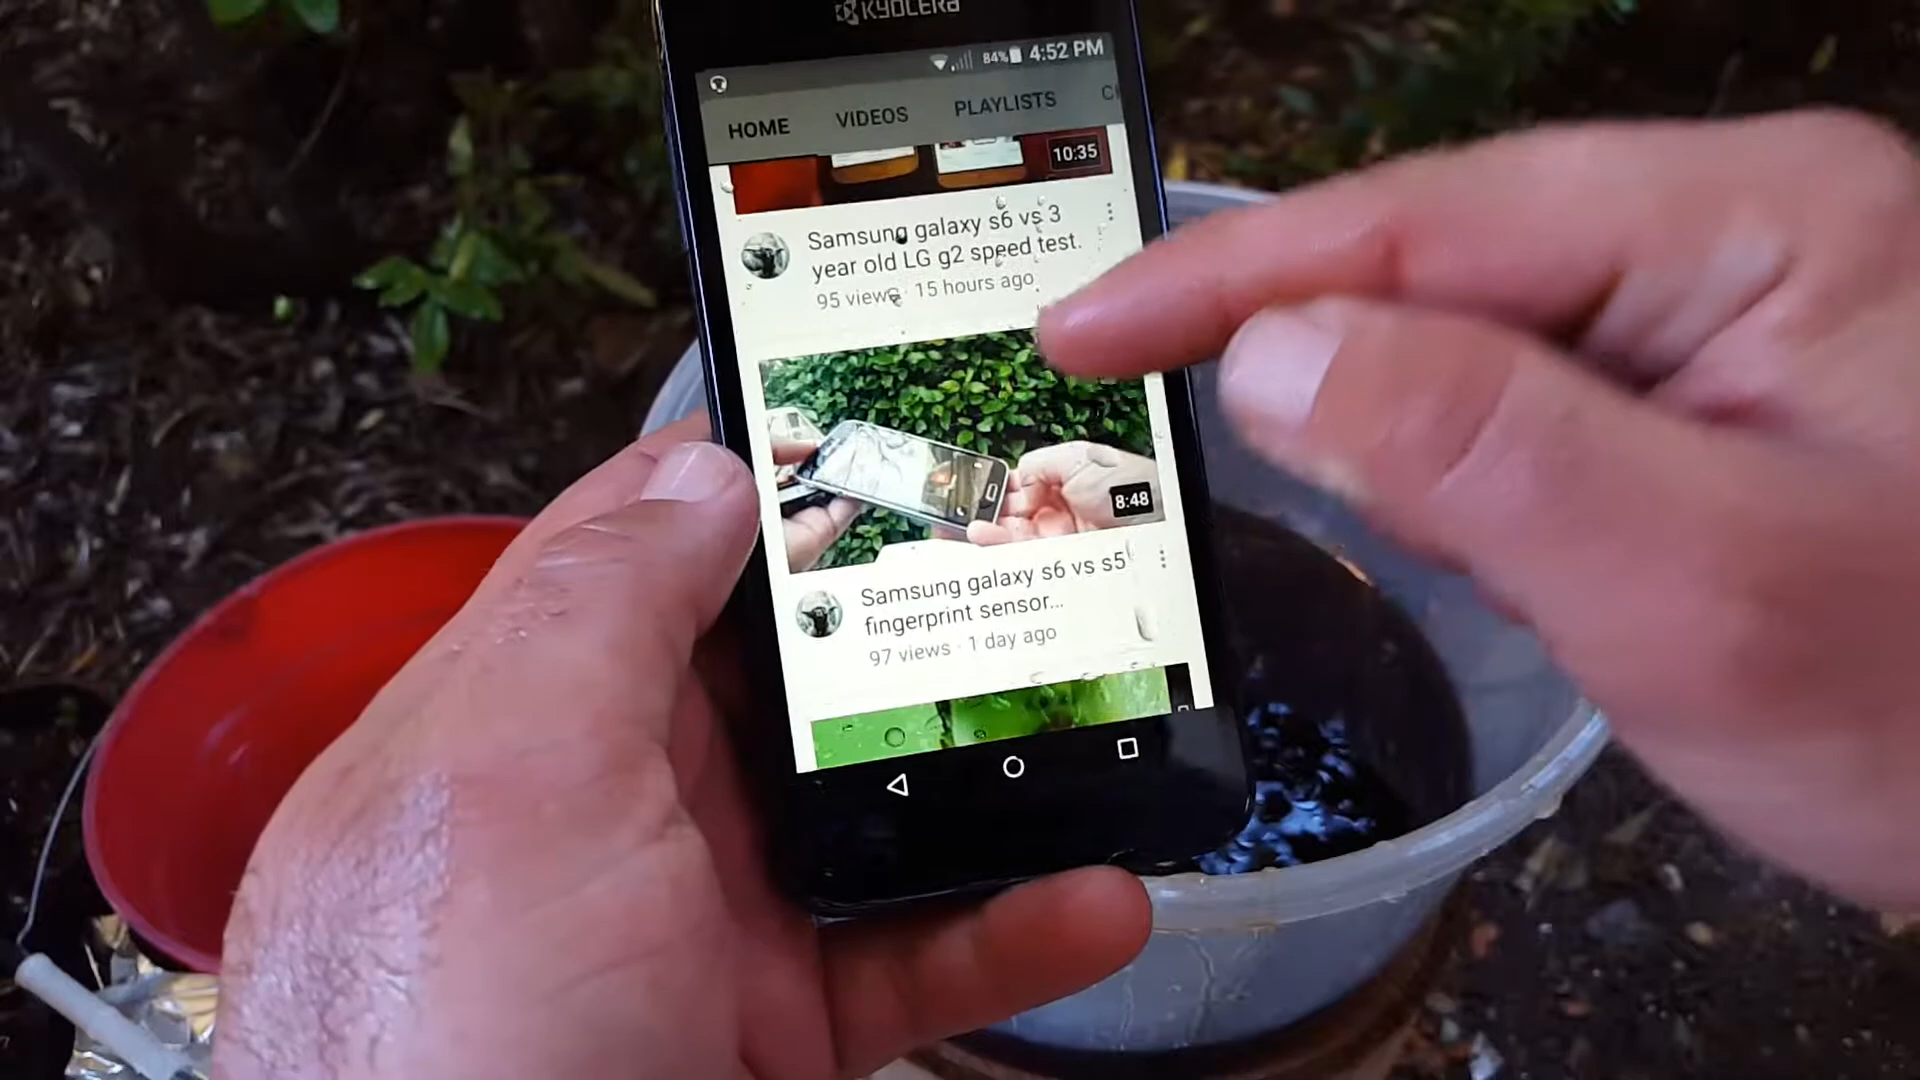 KYOCERA
84% 4:52 PM
HOME VIDEOS PLAYLISTS
10:35
Samsung galaxy s6 vs 3
year old LG g2 speed test.
95 views · 15 hours ago
8:48
Samsung galaxy s6 vs s5
fingerprint sensor...
97 views · 1 day ago